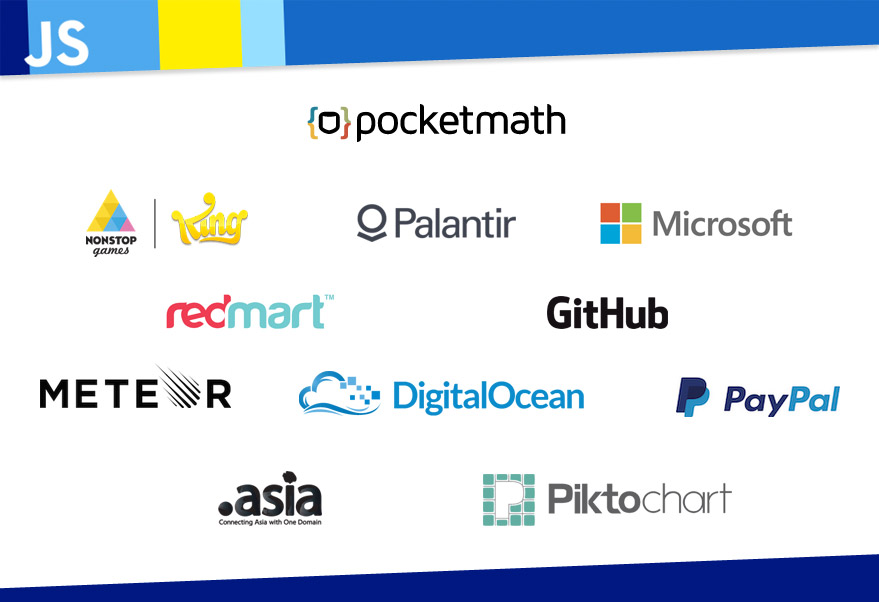 JS
pocketmath
NONSTOP
games
King
Palantir
Microsoft
redmart™
GitHub
METEOR
DigitalOcean
PayPal
.asia
Connecting Asia with One Domain
Piktochart